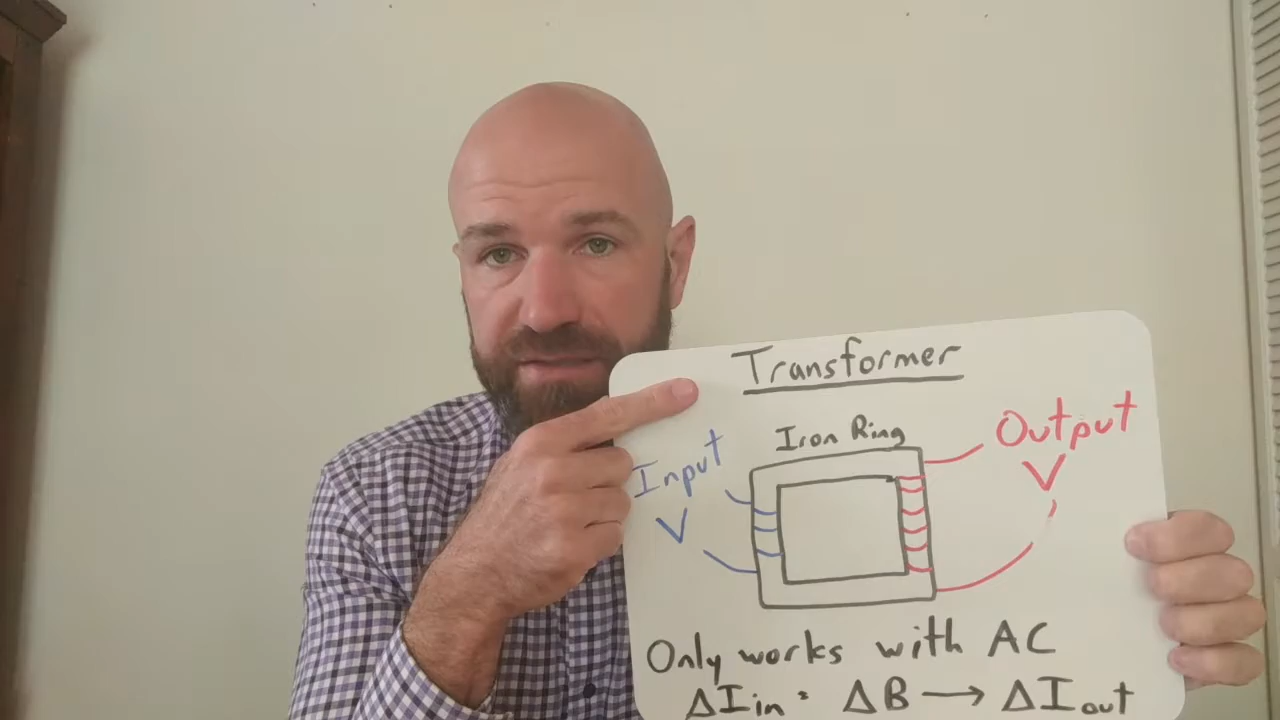 Transformer
Iron Ring
Input
V
Output
V
Only works with AC
ΔIin : ΔB → ΔIout